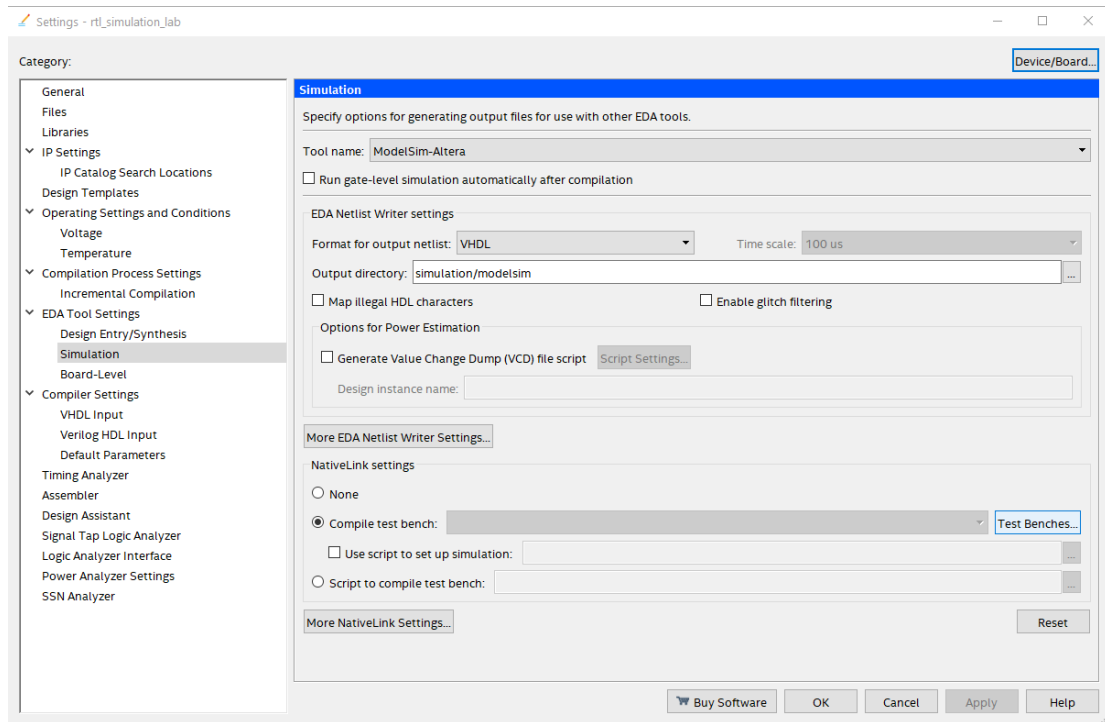 Settings - rtl_simulation_lab
Category:
Device/Board...
General
Files
Libraries
IP Settings
IP Catalog Search Locations
Design Templates
Operating Settings and Conditions
Voltage
Temperature
Compilation Process Settings
Incremental Compilation
EDA Tool Settings
Design Entry/Synthesis
Simulation
Board-Level
Compiler Settings
VHDL Input
Verilog HDL Input
Default Parameters
Timing Analyzer
Assembler
Design Assistant
Signal Tap Logic Analyzer
Logic Analyzer Interface
Power Analyzer Settings
SSN Analyzer
Simulation
Specify options for generating output files for use with other EDA tools.
Tool name: ModelSim-Altera
Run gate-level simulation automatically after compilation
EDA Netlist Writer settings
Format for output netlist: VHDL Time scale: 100 us
Output directory: simulation/modelsim ...
Map illegal HDL characters Enable glitch filtering
Options for Power Estimation
Generate Value Change Dump (VCD) file script Script Settings...
Design instance name:
More EDA Netlist Writer Settings...
NativeLink settings
None
Compile test bench: Test Benches...
Use script to set up simulation: ...
Script to compile test bench: ...
More NativeLink Settings... Reset
Buy Software OK Cancel Apply Help